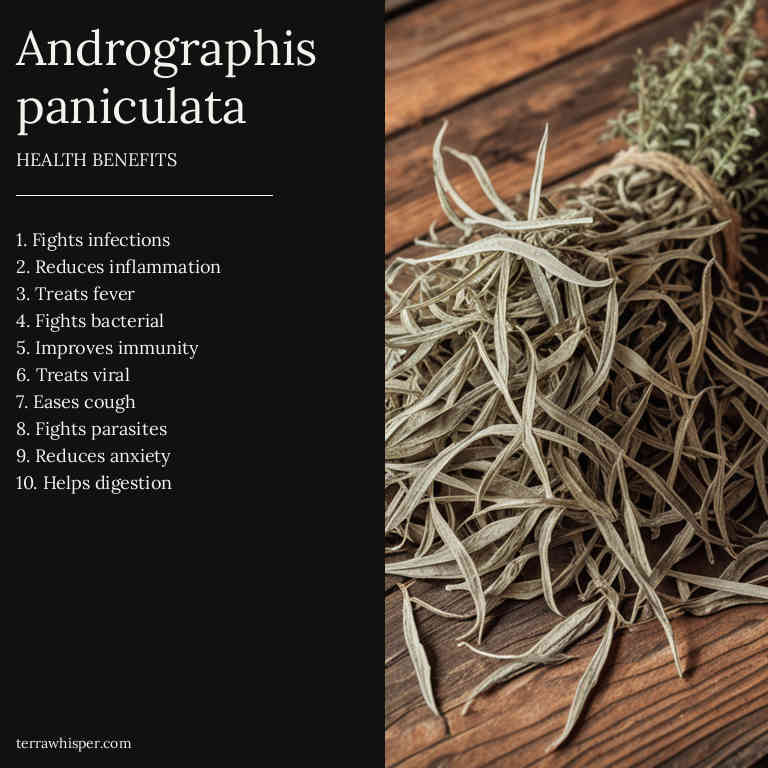 Andrographis
paniculata
HEALTH BENEFITS
1. Fights infections
2. Reduces inflammation
3. Treats fever
4. Fights bacterial
5. Improves immunity
6. Treats viral
7. Eases cough
8. Fights parasites
9. Reduces anxiety
10. Helps digestion
terrawhisper.com